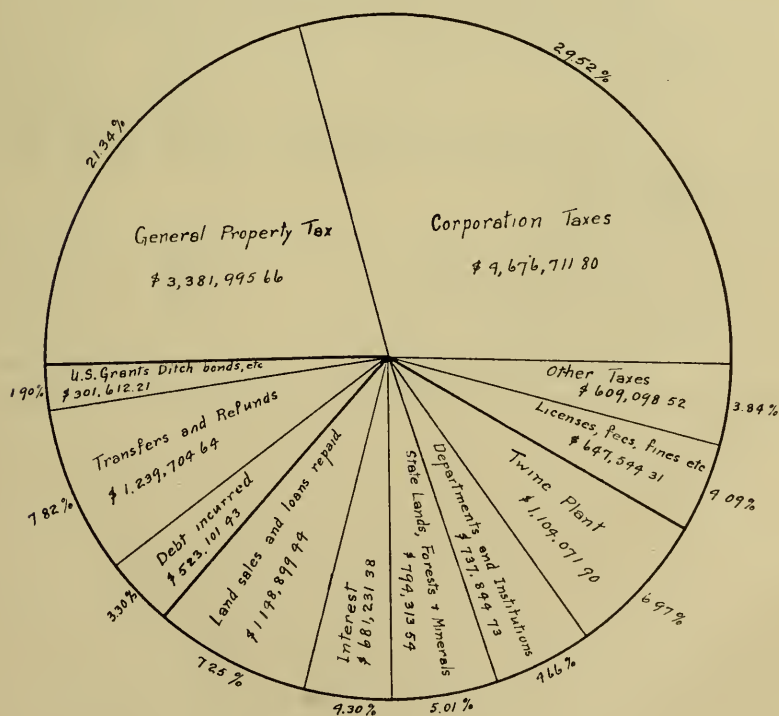 29.52%
21.34%
General Property Tax
$ 3,381,995 66
Corporation Taxes
$ 4,676,711 80
U.S. Grants Ditch bonds, etc
$ 301,612.21
1 90%
Other Taxes
$ 609,098 52
3.84%
Transfers and Refunds
$ 1,239,704 64
7 82%
Licenses, fees, fines etc
$ 647,544 31
4 09%
Debt incurred
$ 523,101 43
3.30%
Land sales and loans repaid
$ 1148,899 44
7 25 %
Interest
$ 681,231 38
4.30 %
State Lands, Forests & Minerals
$ 794,313 54
5.01 %
Departments and Institutions
$ 737,844 73
4 66 %
Twine Plant
$ 1,104,071 90
6 97%